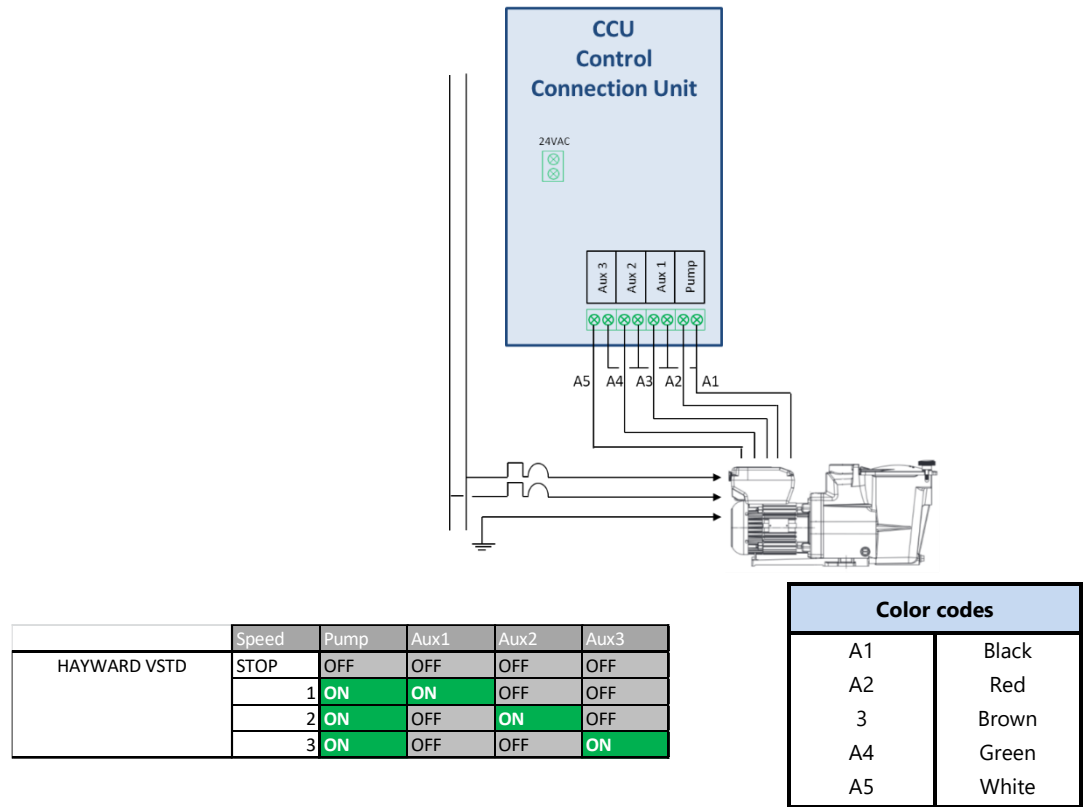 CCU
Control
Connection Unit
24VAC
Aux 3 Aux 2 Aux 1 Pump
A5 A4 A3 A2 A1
Speed Pump Aux1 Aux2 Aux3
HAYWARD VSTD STOP OFF OFF OFF OFF
1 ON ON OFF OFF
2 ON OFF ON OFF
3 ON OFF OFF ON
Color codes
A1 Black
A2 Red
3 Brown
A4 Green
A5 White